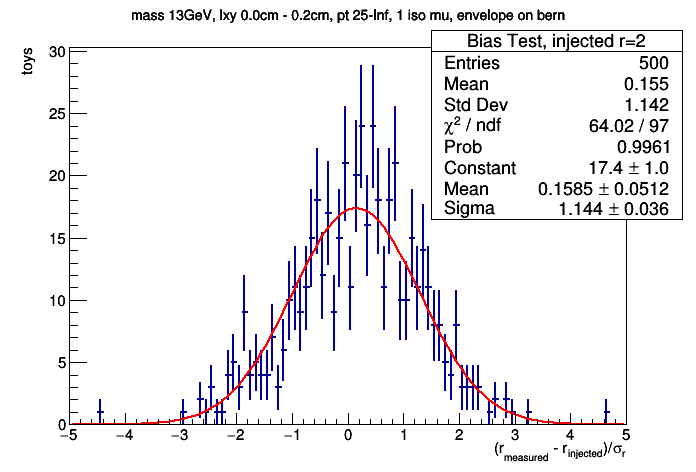 mass 13GeV, lxy 0.0cm - 0.2cm, pt 25-Inf, 1 iso mu, envelope on bern
toys
Bias Test, injected r=2
Entries 500
Mean 0.155
Std Dev 1.142
χ² / ndf 64.02 / 97
Prob 0.9961
Constant 17.4 ± 1.0
Mean 0.1585 ± 0.0512
Sigma 1.144 ± 0.036
30
25
20
15
10
5
0
−5 −4 −3 −2 −1 0 1 2 3 4 5
(r_measured - r_injected)/σ_r